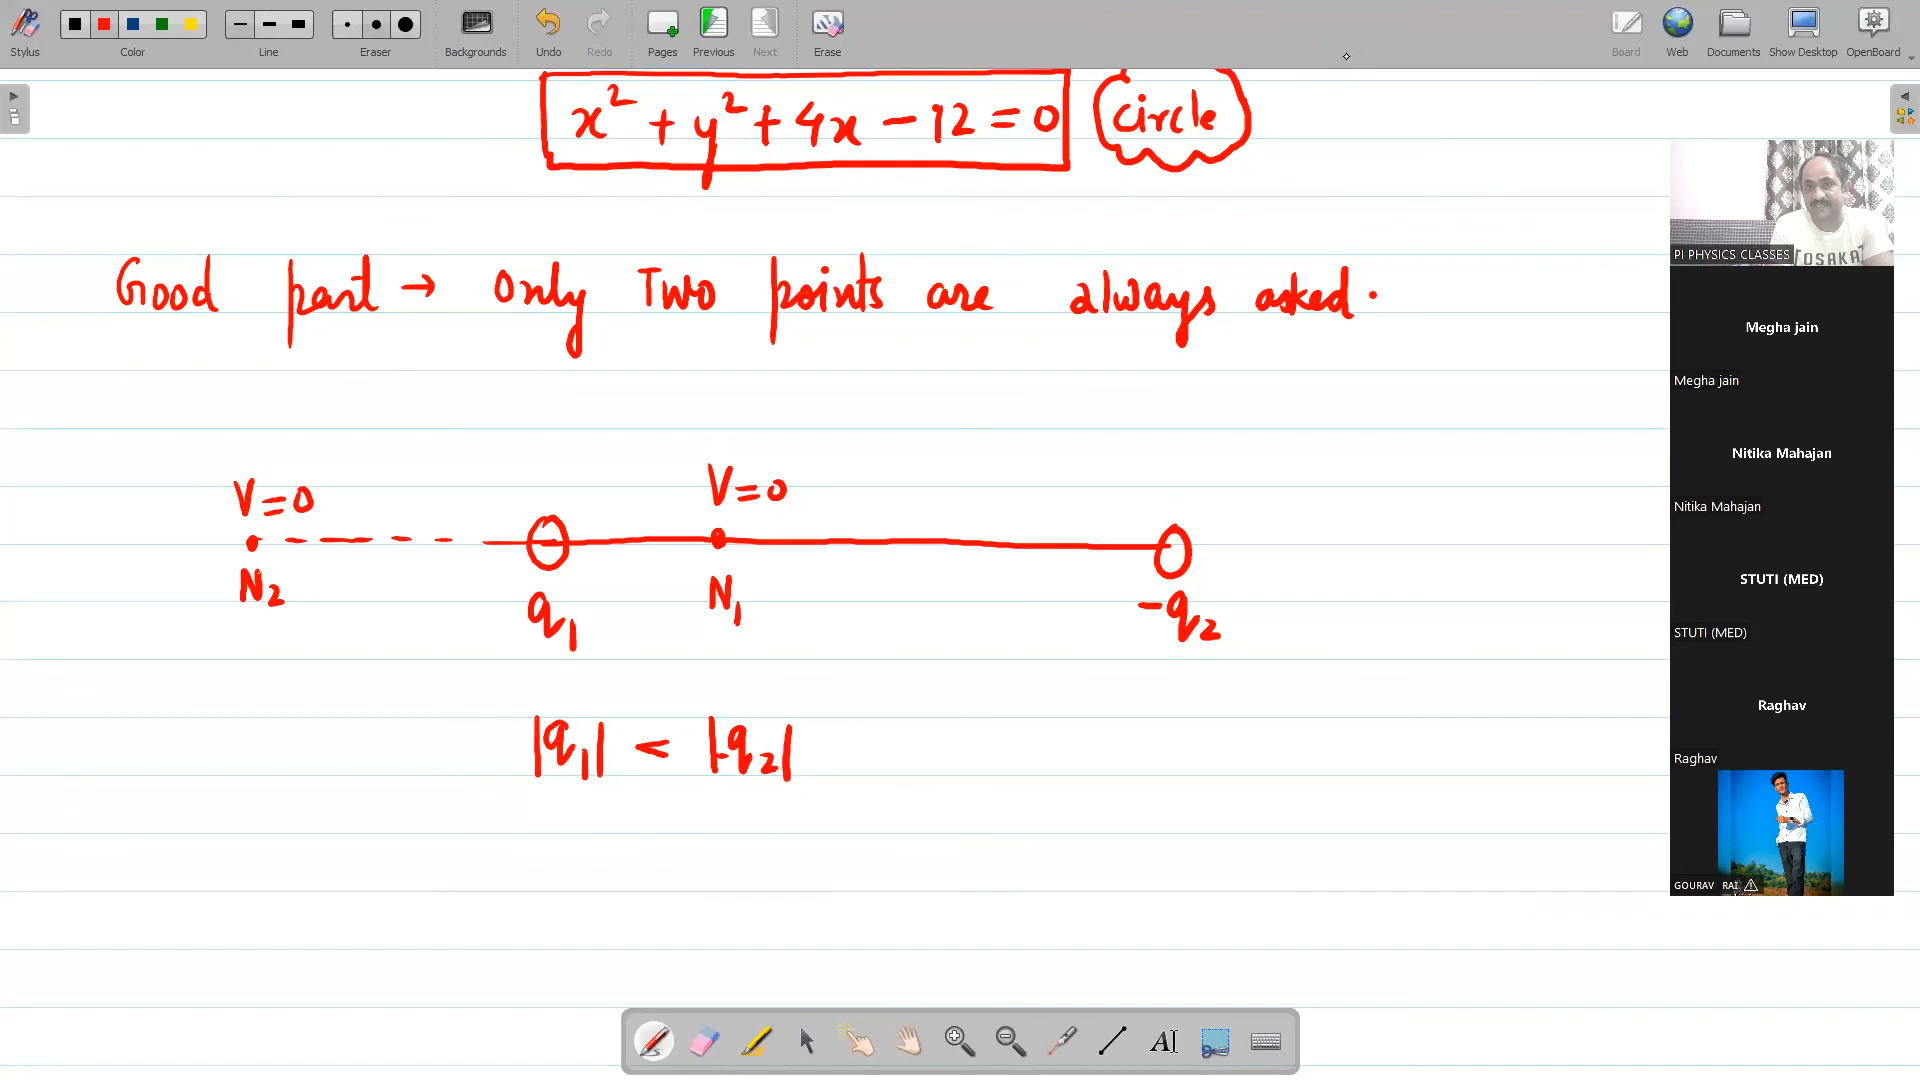 Stylus
Color
Line
Eraser
Backgrounds
Undo
Redo
Pages
Previous
Next
Erase
Board
Web
Documents
Show Desktop
OpenBoard
x² + y² + 4x - 12 = 0
circle
Good part → Only Two points are always asked.
V=0
V=0
N₂
q₁
N₁
-q₂
|q₁| < |-q₂|
PI PHYSICS CLASSES
OSAKA
Megha jain
Megha jain
Nitika Mahajan
Nitika Mahajan
STUTI (MED)
STUTI (MED)
Raghav
Raghav
GOURAV RAI